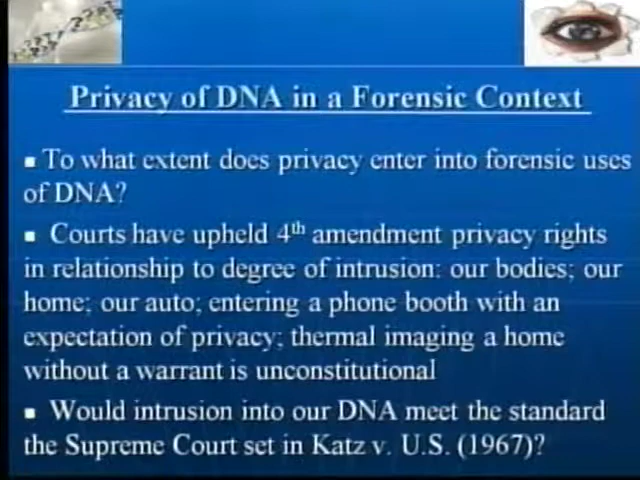 Privacy of DNA in a Forensic Context
▪ To what extent does privacy enter into forensic uses
of DNA?
▪ Courts have upheld 4th amendment privacy rights
in relationship to degree of intrusion: our bodies; our
home; our auto; entering a phone booth with an
expectation of privacy; thermal imaging a home
without a warrant is unconstitutional
▪ Would intrusion into our DNA meet the standard
the Supreme Court set in Katz v. U.S. (1967)?